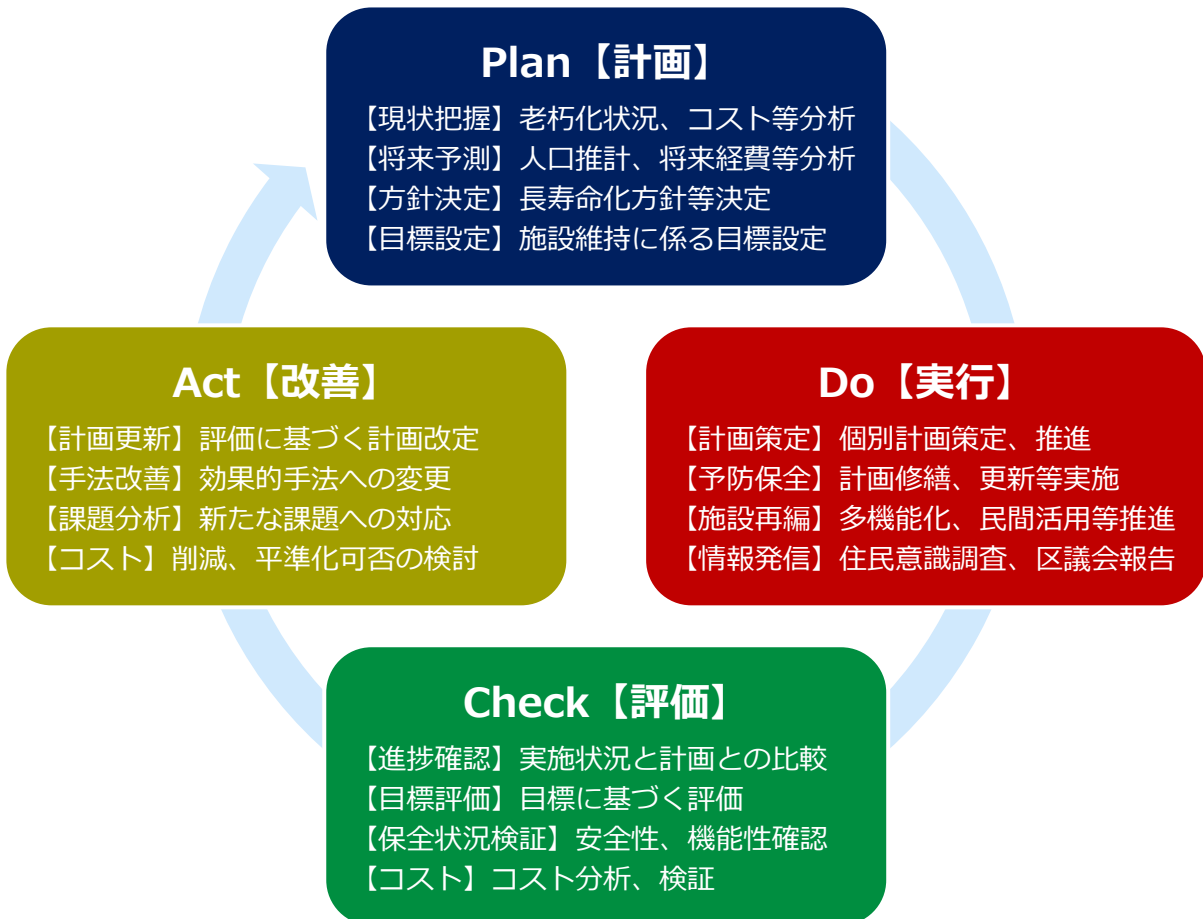 Plan【計画】
【現状把握】老朽化状況、コスト等分析
【将来予測】人口推計、将来経費等分析
【方針決定】長寿命化方針等決定
【目標設定】施設維持に係る目標設定
Do【実行】
【計画策定】個別計画策定、推進
【予防保全】計画修繕、更新等実施
【施設再編】多機能化、民間活用等推進
【情報発信】住民意識調査、区議会報告
Check【評価】
【進捗確認】実施状況と計画との比較
【目標評価】目標に基づく評価
【保全状況検証】安全性、機能性確認
【コスト】コスト分析、検証
Act【改善】
【計画更新】評価に基づく計画改定
【手法改善】効果的手法への変更
【課題分析】新たな課題への対応
【コスト】削減、平準化可否の検討